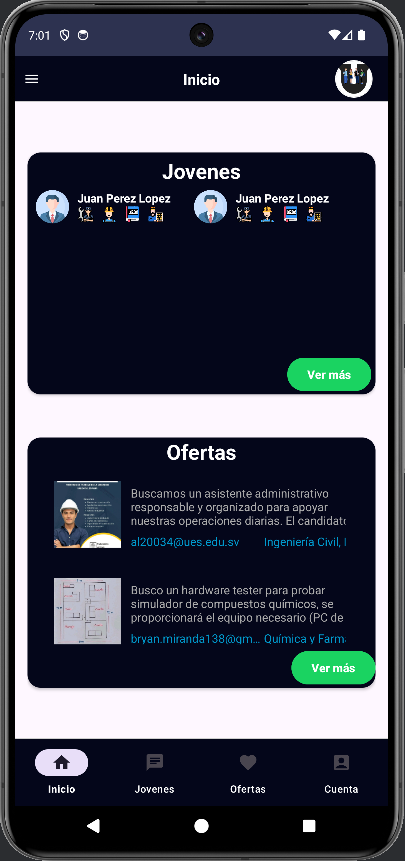 7:01
Inicio
Jovenes
Juan Perez Lopez
Juan Perez Lopez
Ver más
Ofertas
Buscamos un asistente administrativo
responsable y organizado para apoyar
nuestras operaciones diarias. El candidato
al20034@ues.edu.sv
Ingeniería Civil, I
Busco un hardware tester para probar
simulador de compuestos químicos, se
proporcionará el equipo necesario (PC de
bryan.miranda138@gm...
Química y Farm
Ver más
Inicio
Jovenes
Ofertas
Cuenta